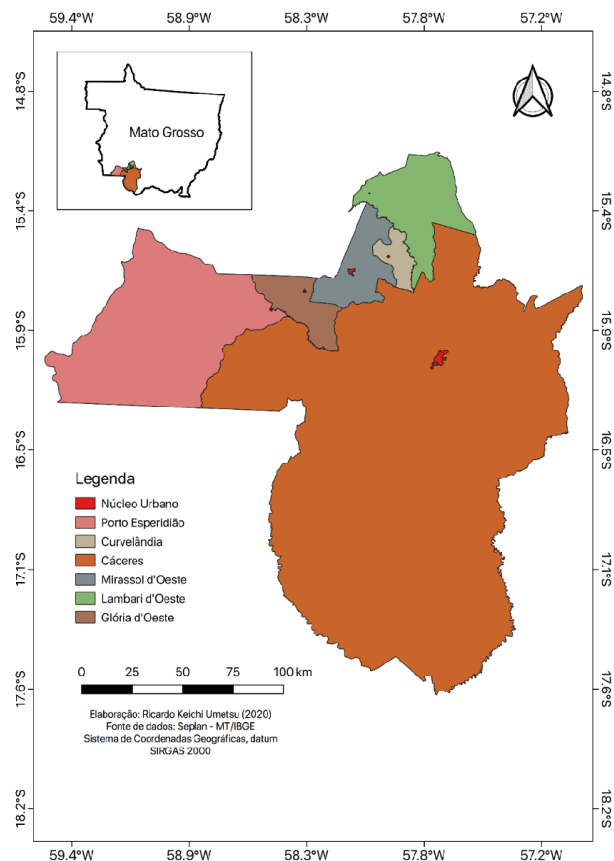 59.4°W 58.9°W 58.3°W 57.8°W 57.2°W
14.8°S 14.8°S
Mato Grosso
15.4°S 15.4°S
15.9°S 15.9°S
16.5°S 16.5°S
Legenda
Núcleo Urbano
Porto Esperidião
Curvelândia
Cáceres
Mirassol d'Oeste
Lambari d'Oeste
Glória d'Oeste
17.1°S 17.1°S
0 25 50 75 100 km
17.6°S 17.6°S
Elaboração: Ricardo Keichi Umetsu (2020)
Fonte de dados: Seplan - MT/IBGE
Sistema de Coordenadas Geográficas, datum
SIRGAS 2000
18.2°S 18.2°S
59.4°W 58.9°W 58.3°W 57.8°W 57.2°W